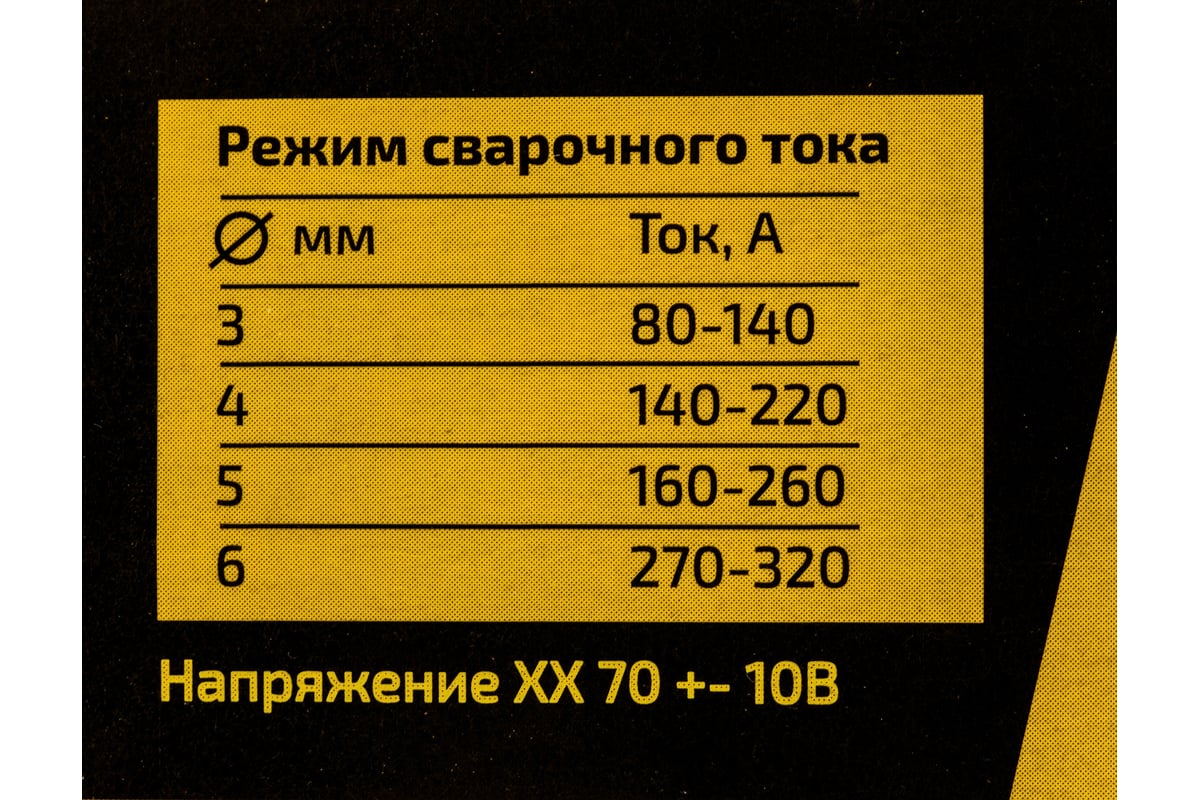 Режим сварочного тока
Ø мм Ток, А
3 80-140
4 140-220
5 160-260
6 270-320
Напряжение ХХ 70 +- 10В